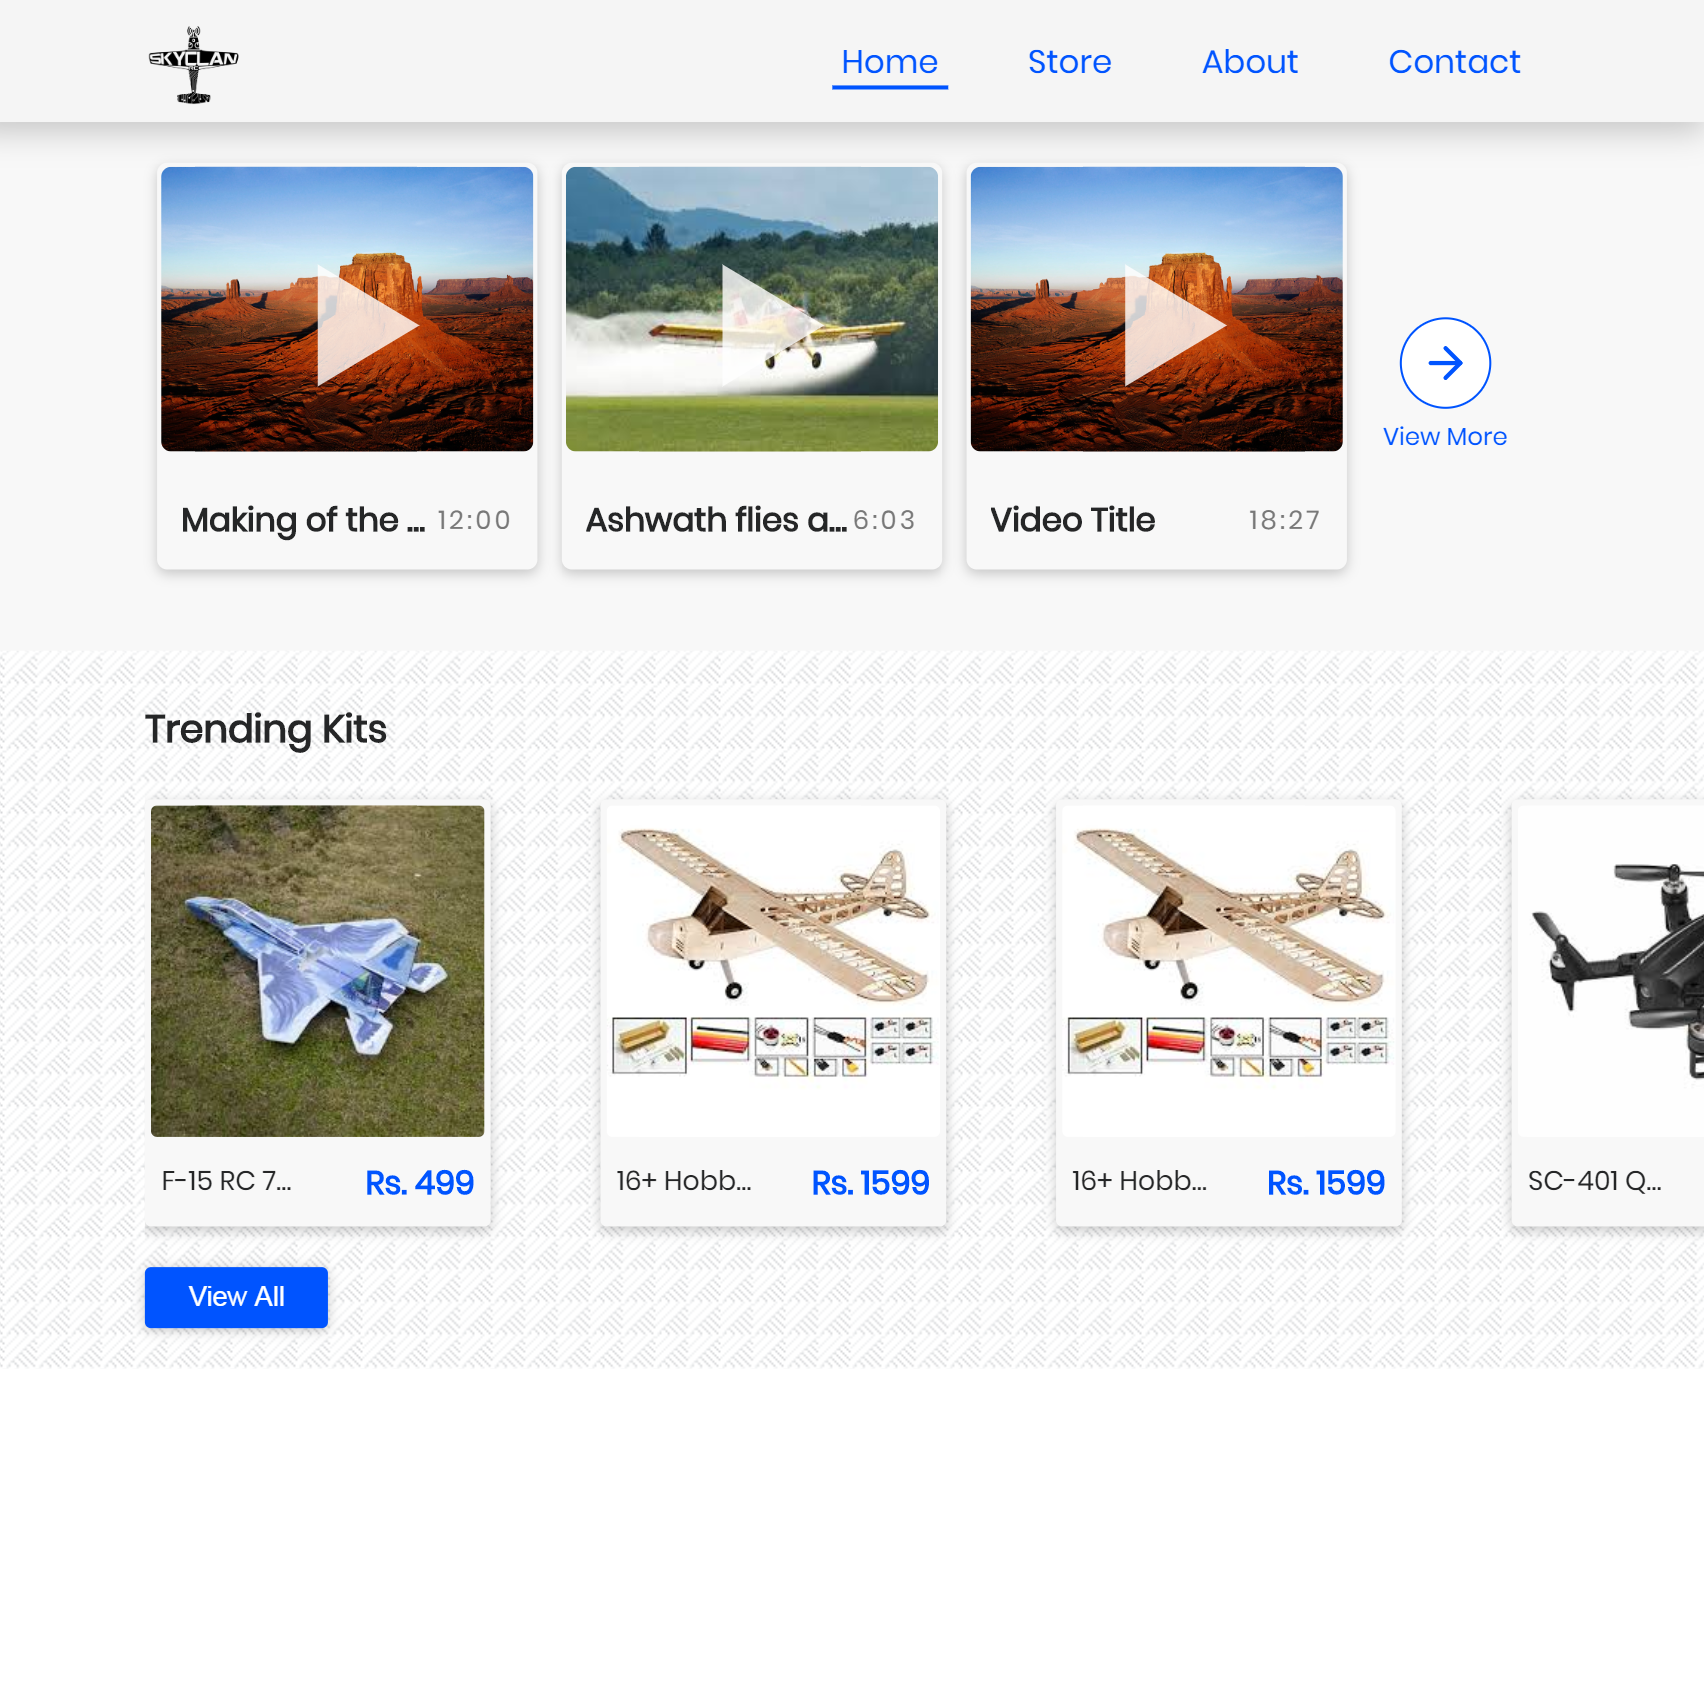 SKYCLAN
Home Store About Contact
Making of the ... 12:00
Ashwath flies a... 6:03
Video Title 18:27
View More
Trending Kits
F-15 RC 7... Rs. 499
16+ Hobb... Rs. 1599
16+ Hobb... Rs. 1599
SC-401 Q...
View All